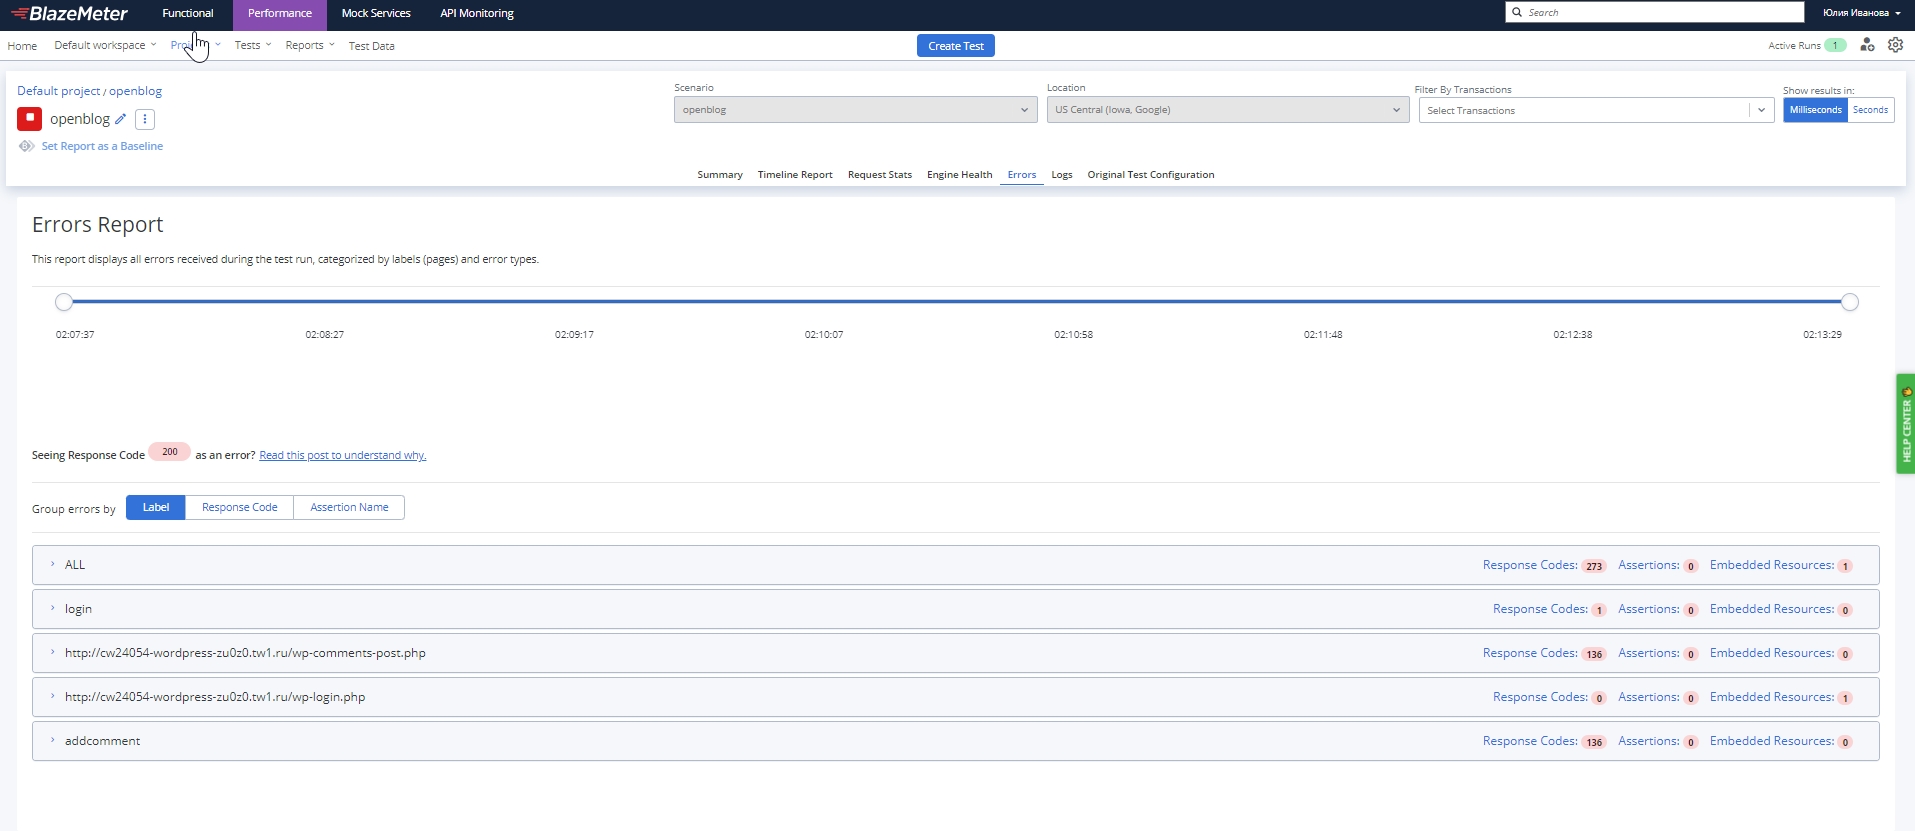 BlazeMeter Functional Performance Mock Services API Monitoring Search Юлия Иванова
Home Default workspace Tests Reports Test Data Create Test Active Runs 1
Default project / openblog
Scenario Location Filter By Transactions Show results in:
openblog US Central (Iowa, Google) Select Transactions Milliseconds Seconds
openblog
Set Report as a Baseline
Summary Timeline Report Request Stats Engine Health Errors Logs Original Test Configuration
Errors Report
This report displays all errors received during the test run, categorized by labels (pages) and error types.
02:07:37 02:08:27 02:09:17 02:10:07 02:10:58 02:11:48 02:12:38 02:13:29
HELP CENTER
Seeing Response Code 200 as an error? Read this post to understand why.
Group errors by Label Response Code Assertion Name
ALL Response Codes: 273 Assertions: 0 Embedded Resources: 1
login Response Codes: 1 Assertions: 0 Embedded Resources: 0
http://cw24054-wordpress-zu0z0.tw1.ru/wp-comments-post.php Response Codes: 136 Assertions: 0 Embedded Resources: 0
http://cw24054-wordpress-zu0z0.tw1.ru/wp-login.php Response Codes: 0 Assertions: 0 Embedded Resources: 1
addcomment Response Codes: 136 Assertions: 0 Embedded Resources: 0